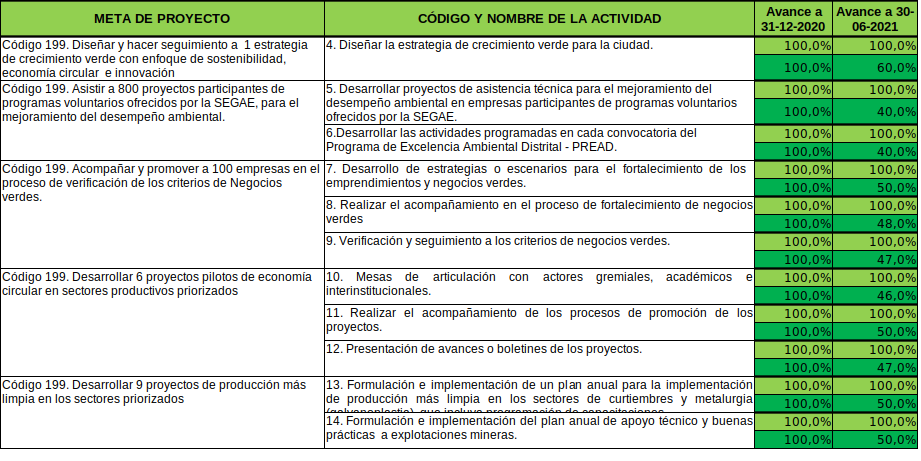 META DE PROYECTO
CÓDIGO Y NOMBRE DE LA ACTIVIDAD
Avance a
31-12-2020
Avance a 30-
06-2021
Código 199. Diseñar y hacer seguimiento a 1 estrategia
de crecimiento verde con enfoque de sostenibilidad,
economía circular e innovación
4. Diseñar la estrategia de crecimiento verde para la ciudad.
100,0% 100,0%
100,0% 60,0%
Código 199. Asistir a 800 proyectos participantes de
programas voluntarios ofrecidos por la SEGAE, para el
mejoramiento del desempeño ambiental.
5. Desarrollar proyectos de asistencia técnica para el mejoramiento del
desempeño ambiental en empresas participantes de programas voluntarios
ofrecidos por la SEGAE.
100,0% 100,0%
100,0% 40,0%
6.Desarrollar las actividades programadas en cada convocatoria del
Programa de Excelencia Ambiental Distrital - PREAD.
100,0% 100,0%
100,0% 40,0%
Código 199. Acompañar y promover a 100 empresas en el
proceso de verificación de los criterios de Negocios
verdes.
7. Desarrollo de estrategias o escenarios para el fortalecimiento de los
emprendimientos y negocios verdes.
100,0% 100,0%
100,0% 50,0%
8. Realizar el acompañamiento en el proceso de fortalecimiento de negocios
verdes
100,0% 100,0%
100,0% 48,0%
9. Verificación y seguimiento a los criterios de negocios verdes.
100,0% 100,0%
100,0% 47,0%
Código 199. Desarrollar 6 proyectos pilotos de economía
circular en sectores productivos priorizados
10. Mesas de articulación con actores gremiales, académicos e
interinstitucionales.
100,0% 100,0%
100,0% 46,0%
11. Realizar el acompañamiento de los procesos de promoción de los
proyectos.
100,0% 100,0%
100,0% 50,0%
12. Presentación de avances o boletines de los proyectos.
100,0% 100,0%
100,0% 47,0%
Código 199. Desarrollar 9 proyectos de producción más
limpia en los sectores priorizados
13. Formulación e implementación de un plan anual para la implementación
de producción más limpia en los sectores de curtiembres y metalurgia
(galvanoplastia), que incluye programación de capacitaciones.
100,0% 100,0%
100,0% 50,0%
14. Formulación e implementación del plan anual de apoyo técnico y buenas
prácticas a explotaciones mineras.
100,0% 100,0%
100,0% 50,0%